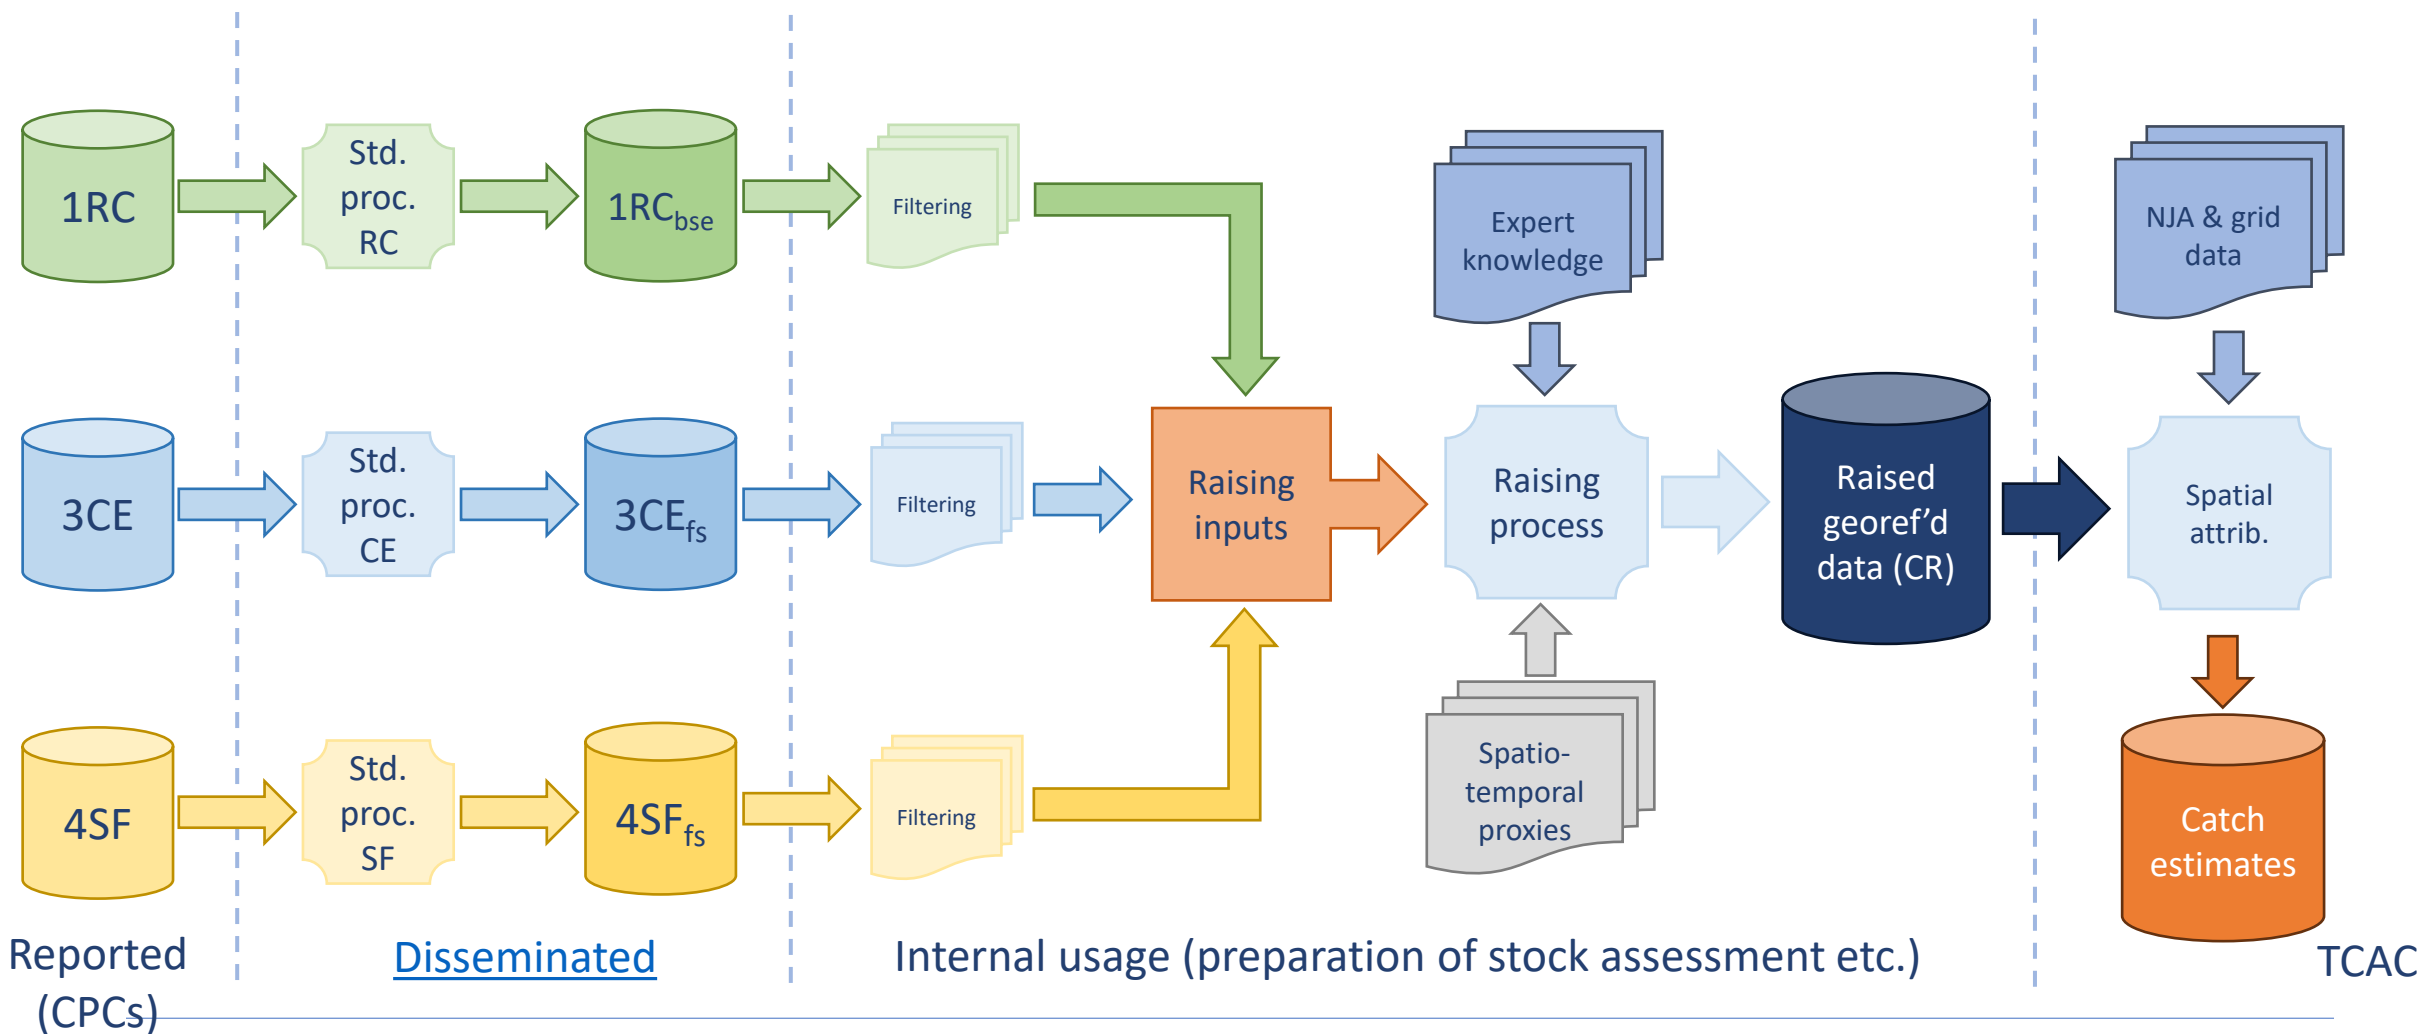 1RC
Std.
proc.
RC
1RCbse
Filtering
Expert
knowledge
NJA & grid
data
3CE
Std.
proc.
CE
3CEfs
Filtering
Raising
inputs
Raising
process
Raised
georef’d
data (CR)
Spatial
attrib.
4SF
Std.
proc.
SF
4SFfs
Filtering
Spatio-
temporal
proxies
Catch
estimates
Reported
(CPCs)
Disseminated
Internal usage (preparation of stock assessment etc.)
TCAC